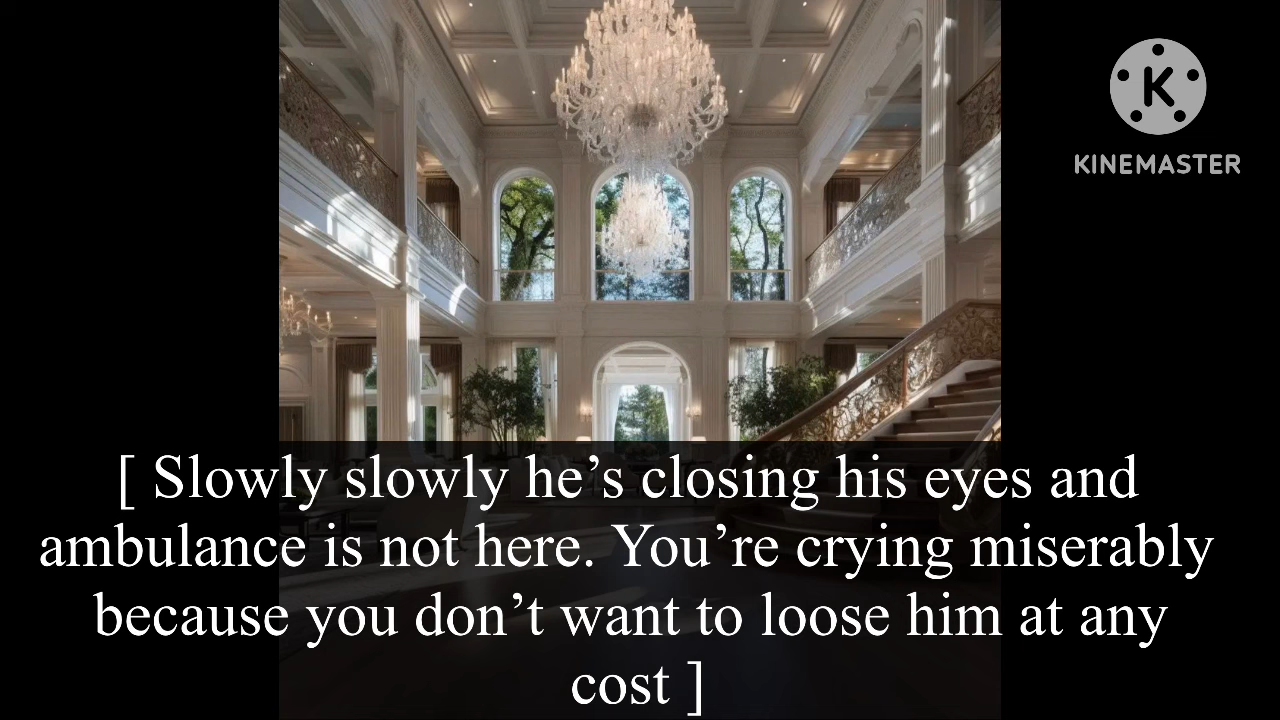 KINEMASTER
[ Slowly slowly he’s closing his eyes and
ambulance is not here. You’re crying miserably
because you don’t want to loose him at any
cost ]